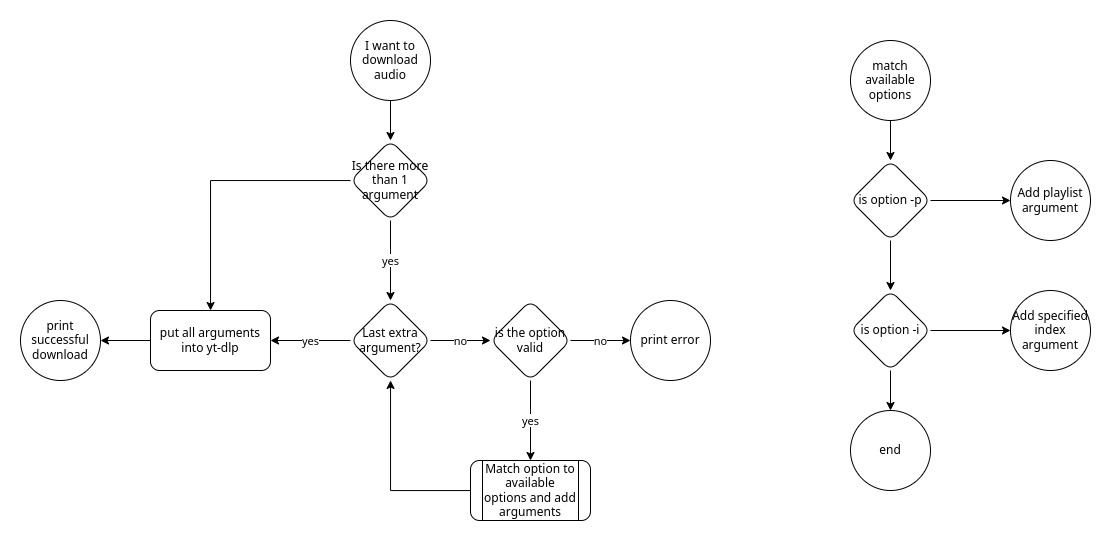 I want to
download
audio
Is there more
than 1
argument
yes
print
successful
download
put all arguments
into yt-dlp
yes
Last extra
argument?
no
is the option
valid
no
print error
yes
Match option to
available
options and add
arguments
match
available
options
is option -p
Add playlist
argument
is option -i
Add specified
index
argument
end